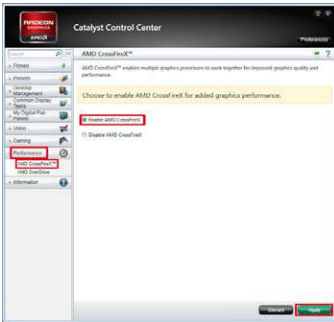 RADEON
GRAPHICS
AMD
Catalyst Control Center
Preferences
AMD CrossFireX™
AMD CrossFireX™ enables multiple graphics processors to work together for improved graphics quality and
performance.
Choose to enable AMD CrossFireX for added graphics performance.
Enable AMD CrossFireX
Disable AMD CrossFireX
Pinned
Presets
Desktop
Management
Common Display
Tasks
My Digital Flat-
Panels
Video
Gaming
Performance
AMD CrossFireX™
AMD OverDrive
Information
Discard
Apply